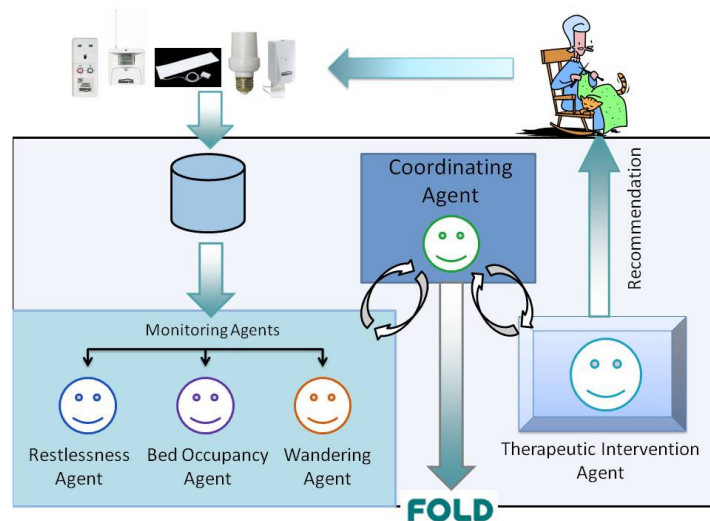 Coordinating
Agent
Recommendation
Monitoring Agents
Restlessness
Agent
Bed Occupancy
Agent
Wandering
Agent
Therapeutic Intervention
Agent
FOLD